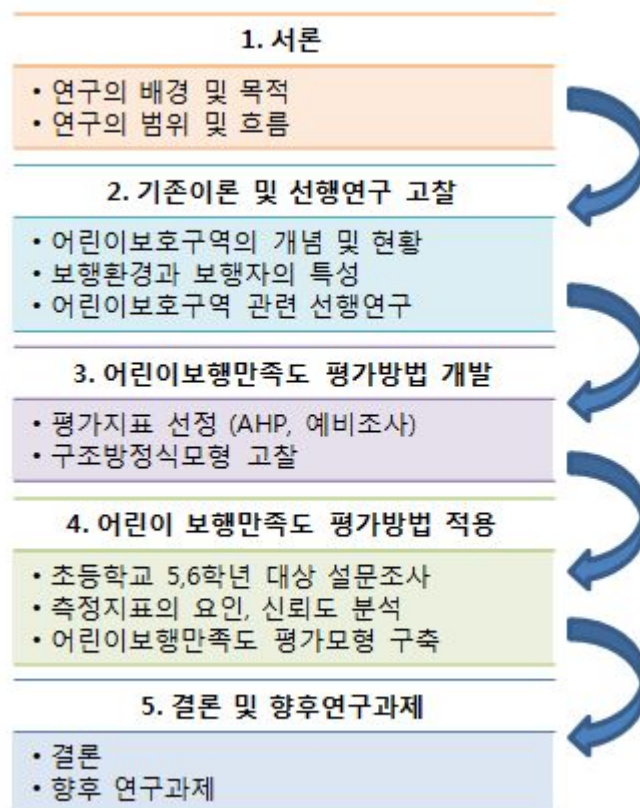 1. 서론
• 연구의 배경 및 목적
• 연구의 범위 및 흐름
2. 기존이론 및 선행연구 고찰
• 어린이보호구역의 개념 및 현황
• 보행환경과 보행자의 특성
• 어린이보호구역 관련 선행연구
3. 어린이보행만족도 평가방법 개발
• 평가지표 선정 (AHP, 예비조사)
• 구조방정식모형 고찰
4. 어린이 보행만족도 평가방법 적용
• 초등학교 5,6학년 대상 설문조사
• 측정지표의 요인, 신뢰도 분석
• 어린이보행만족도 평가모형 구축
5. 결론 및 향후연구과제
• 결론
• 향후 연구과제